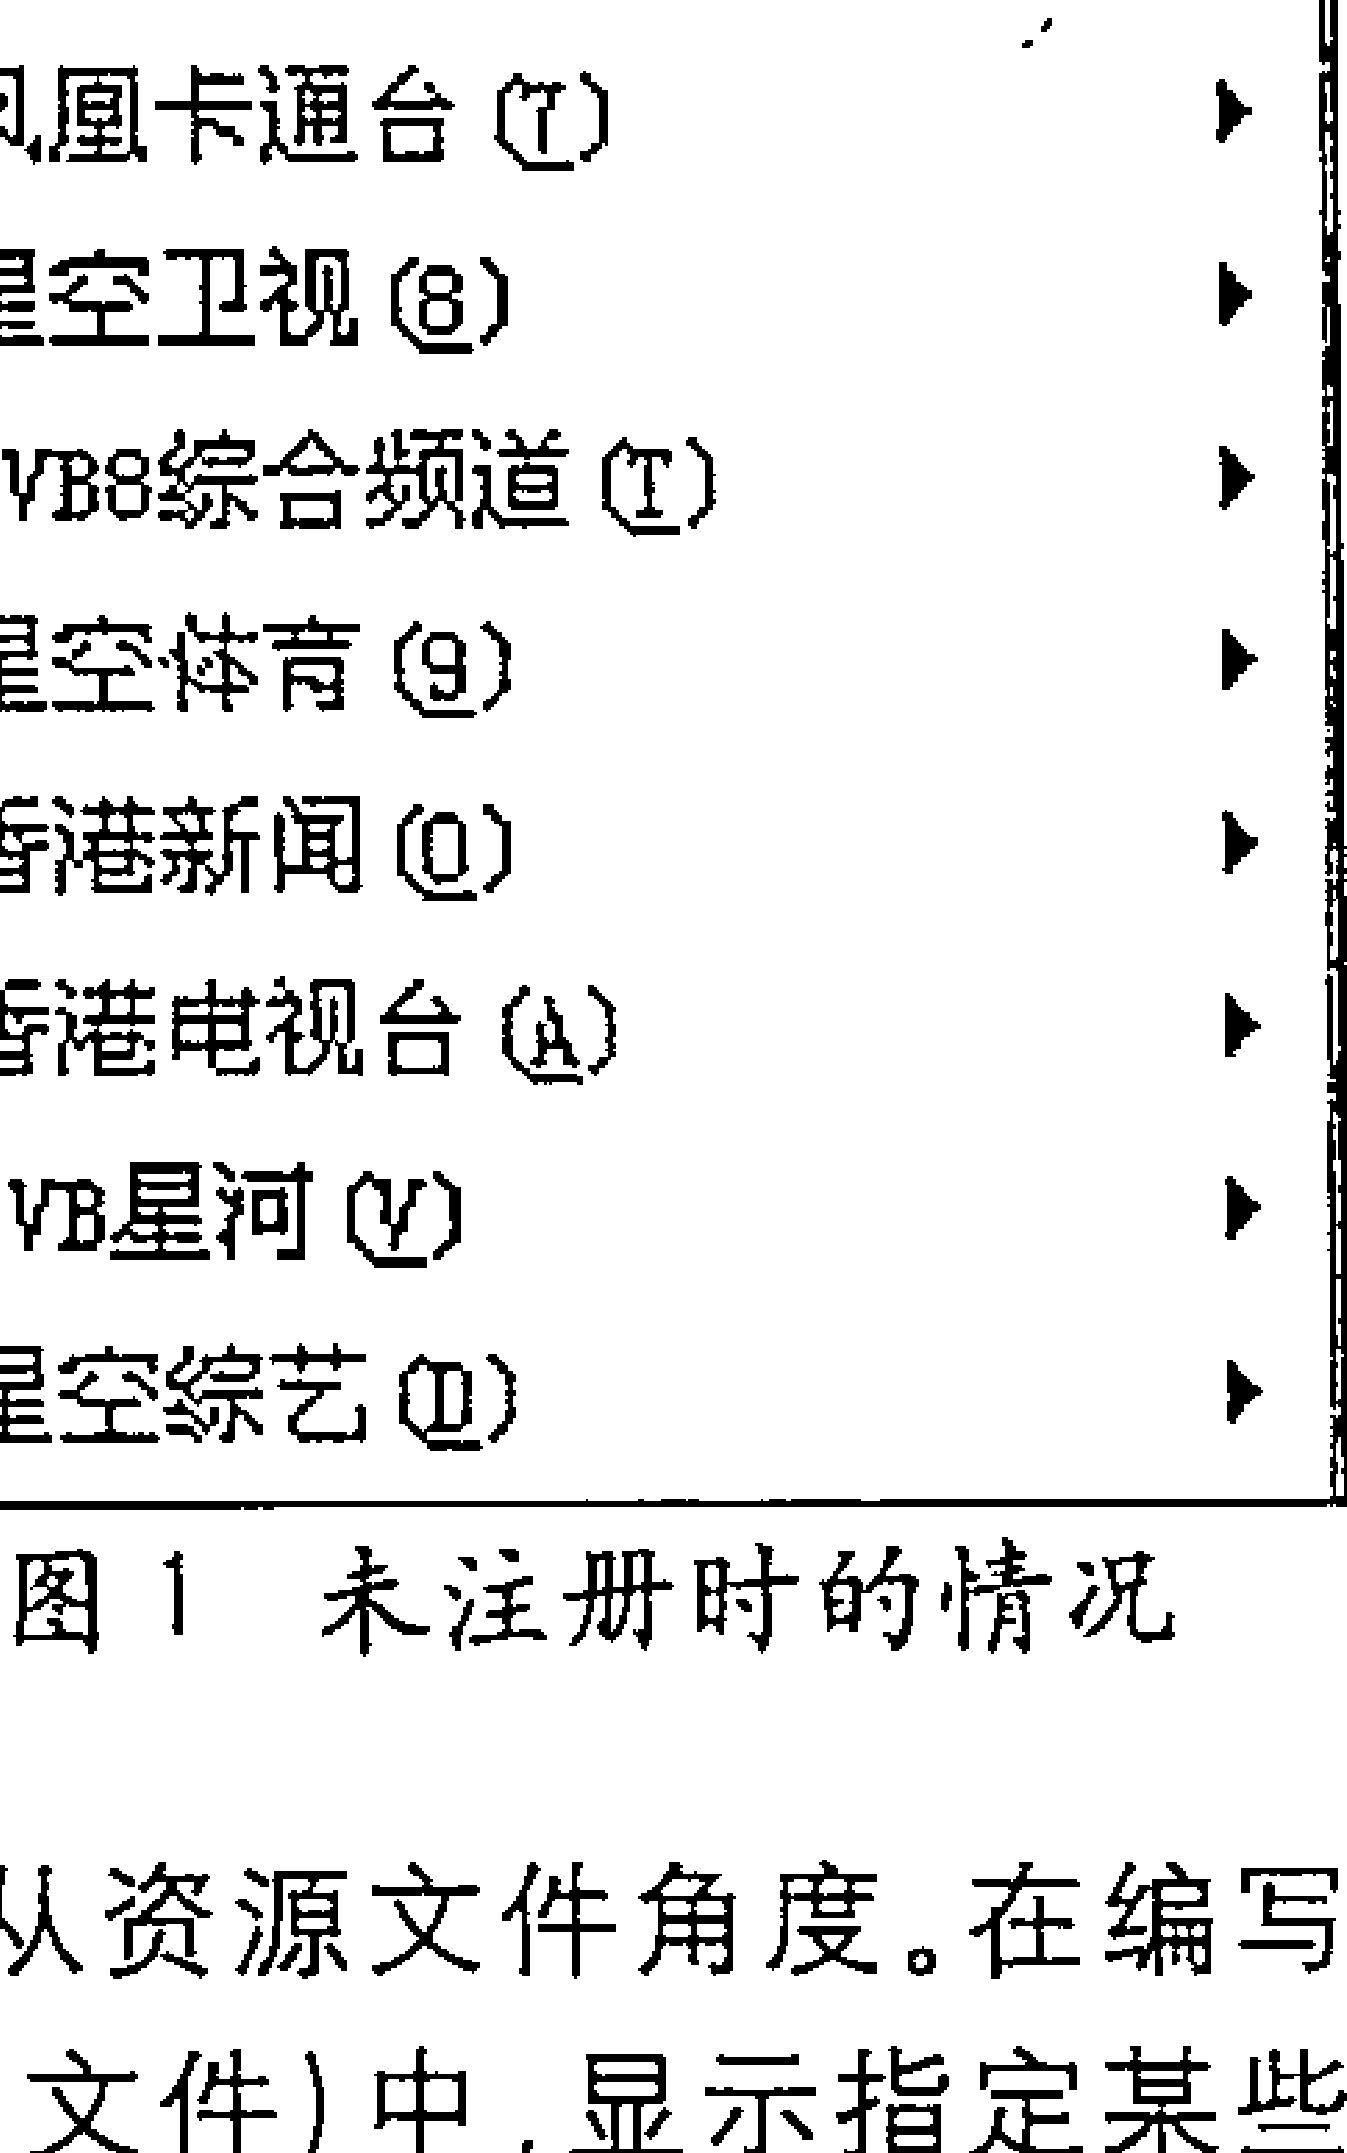 凰卡通台(7)
星空卫视(8)
VB8综合频道(T)
星空体育(9)
香港新闻(0)
香港电视台(A)
VB星河(V)
星空综艺(D)
图 1 未注册时的情况
从资源文件角度。在编写
文件)中,显示指定某些